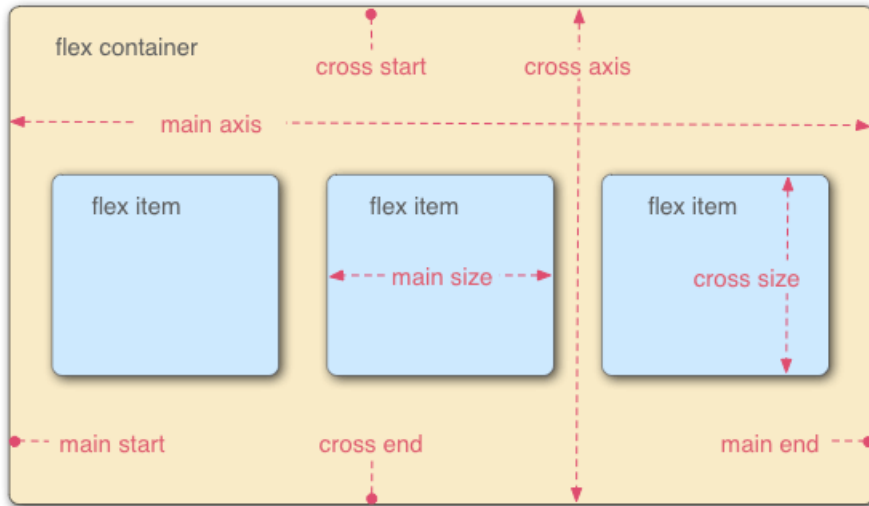 flex container
cross start
cross axis
main axis
flex item
flex item
flex item
main size
cross size
main start
cross end
main end